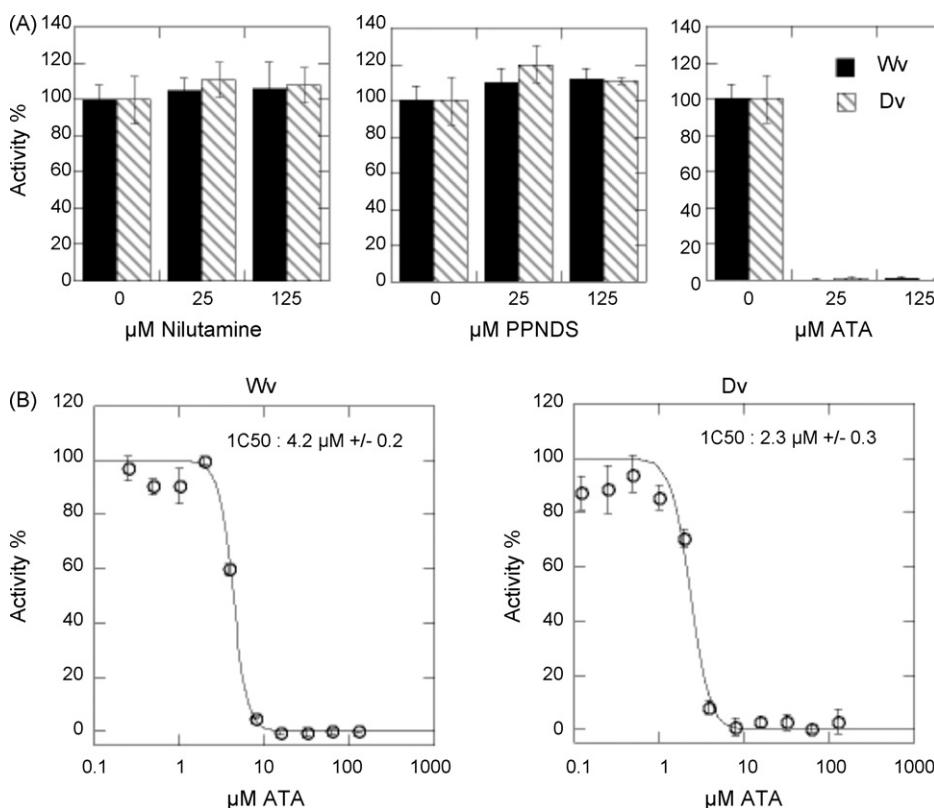 (A)
140
120
100
80
60
40
20
0
Activity %
0 25 125
µM Nilutamine
140
120
100
80
60
40
20
0
0 25 125
µM PPNDS
140
120
100
80
60
40
20
0
0 25 125
µM ATA
Wv
Dv
(B)
Wv
120
100
80
60
40
20
0
Activity %
1C50 : 4.2 µM +/- 0.2
0.1 1 10 100 1000
µM ATA
Dv
120
100
80
60
40
20
0
Activity %
1C50 : 2.3 µM +/- 0.3
0.1 1 10 100 1000
µM ATA